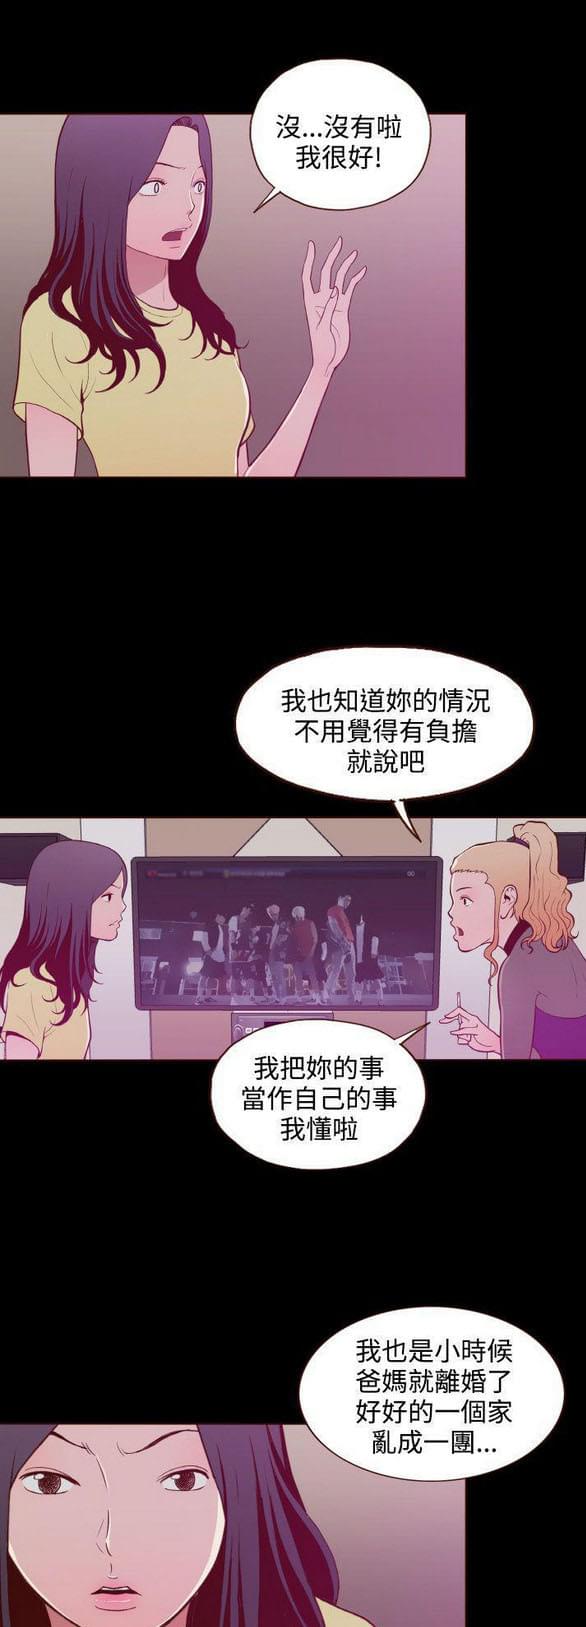 沒...沒有啦
我很好!
我也知道妳的情況
不用覺得有負擔
就說吧
我把妳的事
當作自己的事
我懂啦
我也是小時候
爸媽就離婚了
好好的一個家
亂成一團...